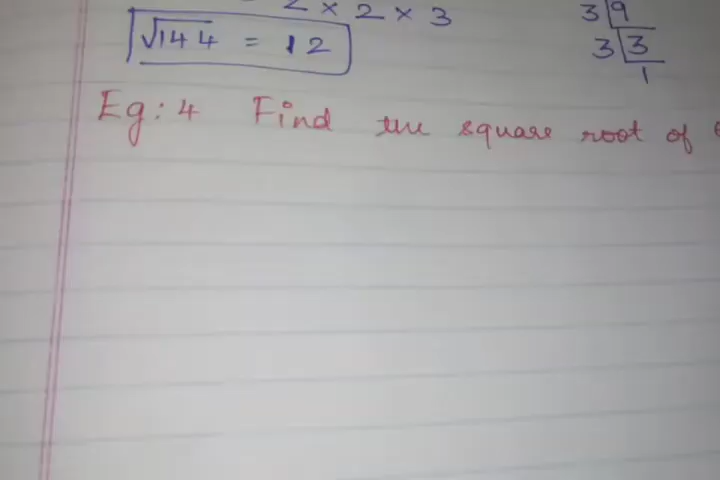 2 × 2 × 3
√144 = 12
3 9
3 3
1
Eg: 4 Find the square root of